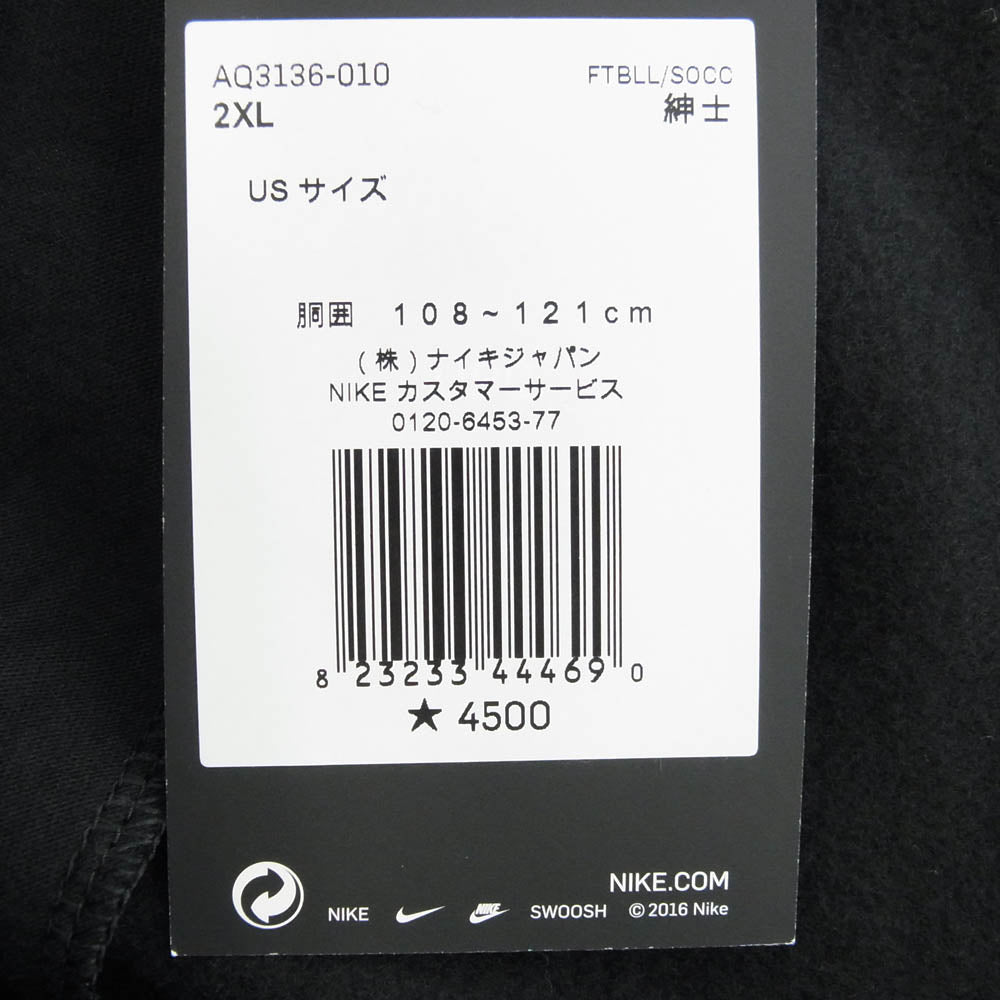 AQ3136-010 FTBLL/SOCC
2XL 紳士
US サイズ
胴囲 108~121cm
(株)ナイキジャパン
NIKE カスタマーサービス
0120-6453-77
8 23233 44469 0
★ 4500
NIKE.COM
NIKE NIKE SWOOSH © 2016 Nike